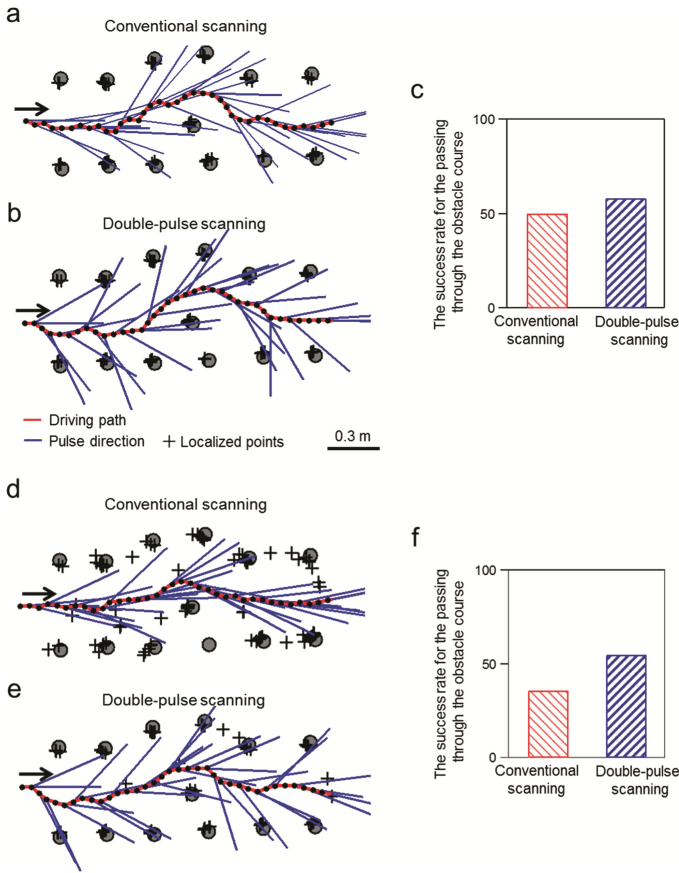 a
Conventional scanning
b
Double-pulse scanning
Driving path
Pulse direction
Localized points
0.3 m
c
The success rate for the passing
through the obstacle course
100
50
0
Conventional
scanning
Double-pulse
scanning
d
Conventional scanning
e
Double-pulse scanning
f
The success rate for the passing
through the obstacle course
100
50
0
Conventional
scanning
Double-pulse
scanning